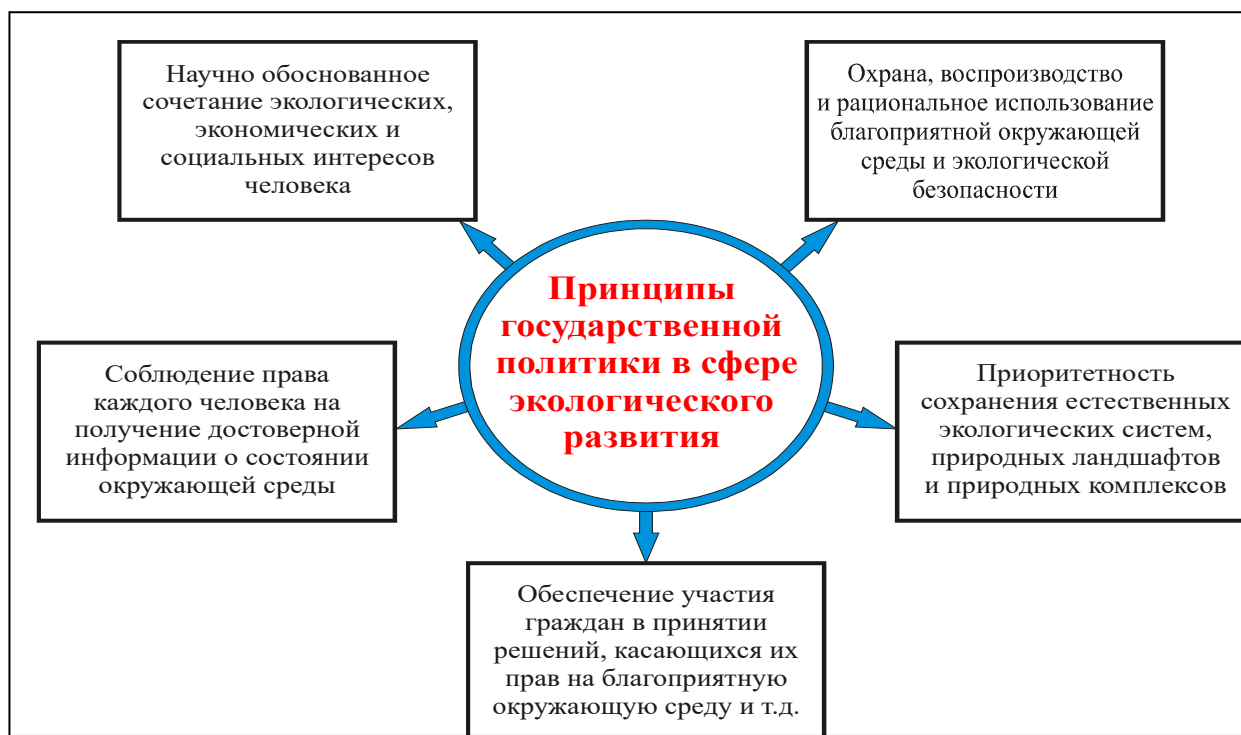 Научно обоснованное
сочетание экологических,
экономических и
социальных интересов
человека
Охрана, воспроизводство
и рациональное использование
благоприятной окружающей
среды и экологической
безопасности
Принципы
государственной
политики в сфере
экологического
развития
Соблюдение права
каждого человека на
получение достоверной
информации о состоянии
окружающей среды
Приоритетность
сохранения естественных
экологических систем,
природных ландшафтов
и природных комплексов
Обеспечение участия
граждан в принятии
решений, касающихся их
прав на благоприятную
окружающую среду и т.д.